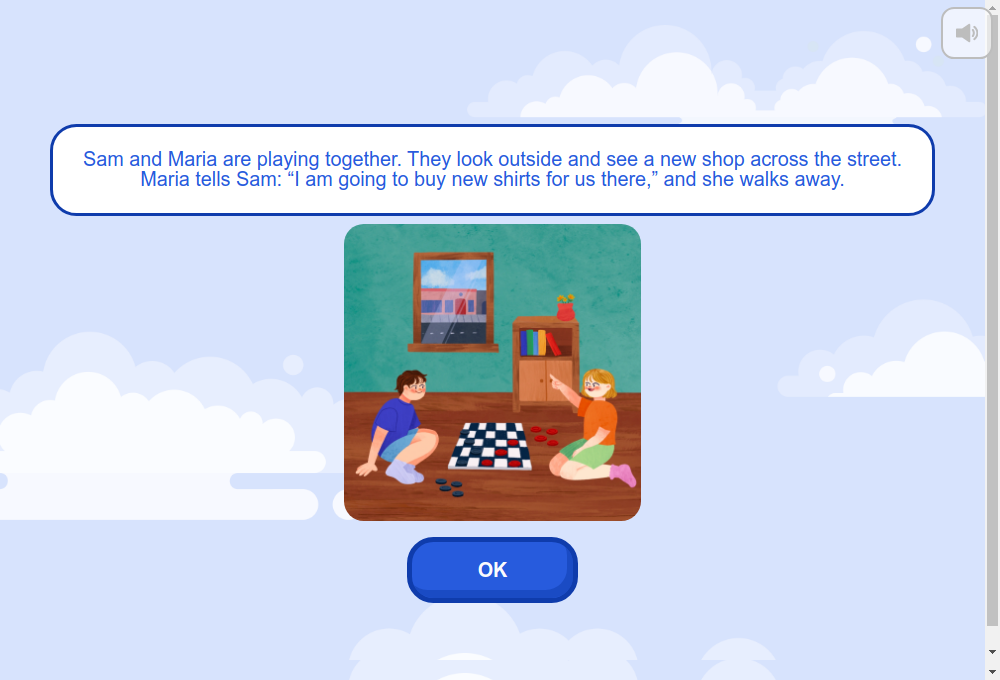 Sam and Maria are playing together. They look outside and see a new shop across the street.
Maria tells Sam: “I am going to buy new shirts for us there,” and she walks away.
OK